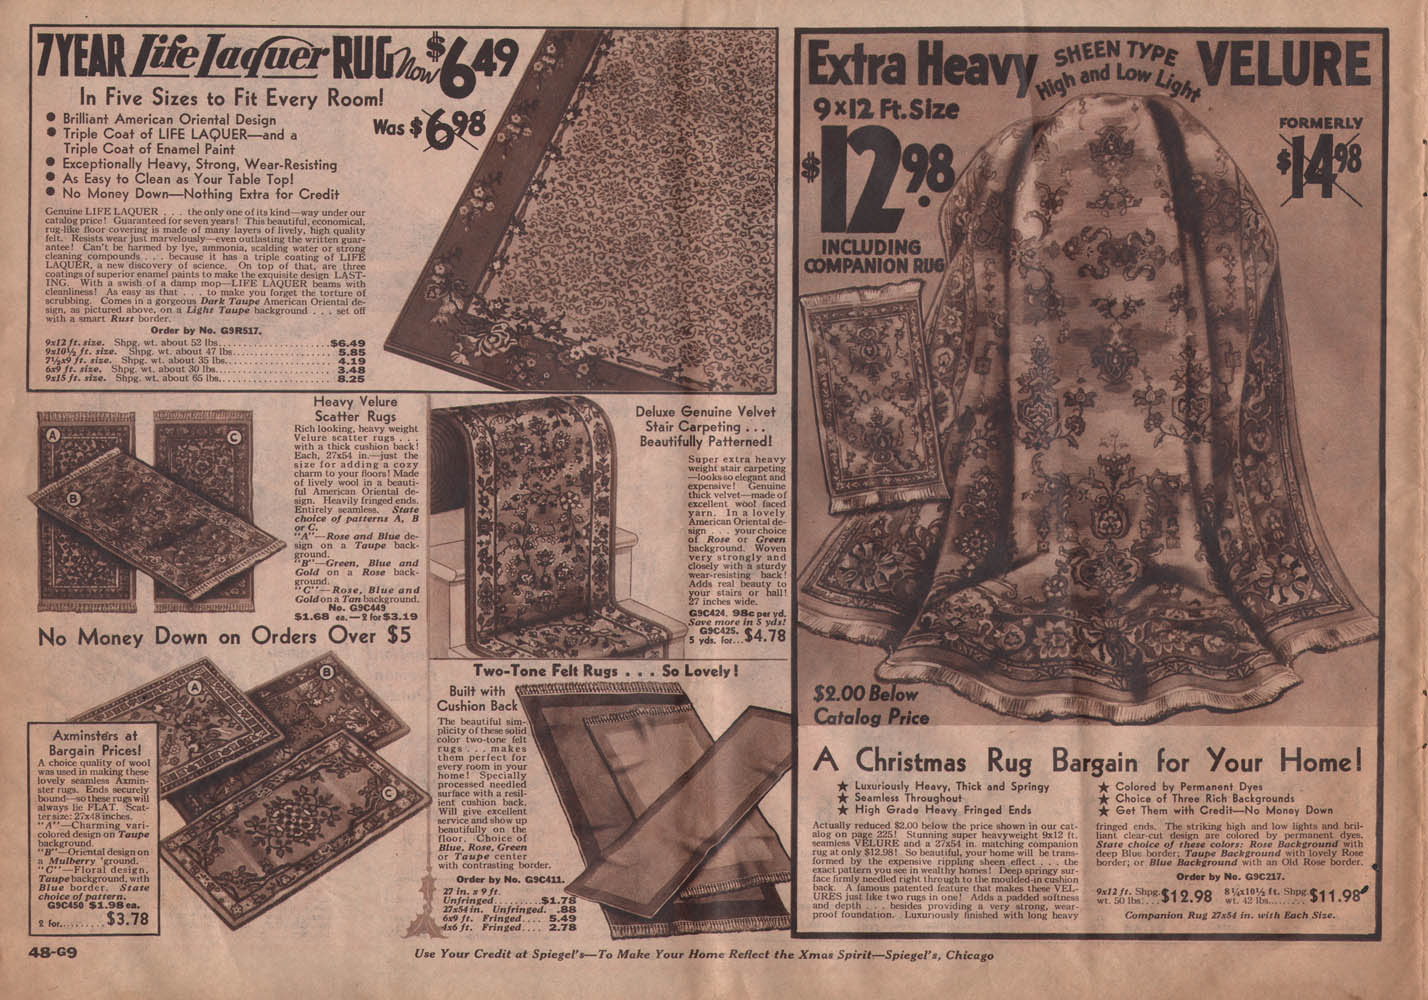 7 YEAR Life Laquer RUG Now $6.49
In Five Sizes to Fit Every Room!
Was $6.98
● Brilliant American Oriental Design
● Triple Coat of LIFE LAQUER—and a
Triple Coat of Enamel Paint
● Exceptionally Heavy, Strong, Wear-Resisting
● As Easy to Clean as Your Table Top!
● No Money Down—Nothing Extra for Credit
Genuine LIFE LAQUER . . . the only one of its kind—way under our
catalog price! Guaranteed for seven years! This beautiful, economical,
rug-like floor covering is made of many layers of lively, high quality
felt. Resists wear just marvelously—even outlasting the written guar-
antee! Can't be harmed by lye, ammonia, scalding water or strong
cleaning compounds . . . because it has a triple coating of LIFE
LAQUER, a new discovery of science. On top of that, are three
coatings of superior enamel paints to make the exquisite design LAST-
ING. With a swish of a damp mop—LIFE LAQUER beams with
cleanliness! As easy as that . . . to make you forget the torture of
scrubbing. Comes in a gorgeous Dark Taupe American Oriental de-
sign, as pictured above, on a Light Taupe background . . . set off
with a smart Rust border.
Order by No. G9R517.
9x12 ft. size. Shpg. wt. about 52 lbs.....................$6.49
9x10½ ft. size. Shpg. wt. about 47 lbs.................. 5.85
7½x9 ft. size. Shpg. wt. about 35 lbs................... 4.19
6x9 ft. size. Shpg. wt. about 30 lbs..................... 3.48
9x15 ft. size. Shpg. wt. about 65 lbs.................... 8.25
A
C
B
Heavy Velure
Scatter Rugs
Rich looking, heavy weight
Velure scatter rugs . . .
with a thick cushion back!
Each, 27x54 in.—just the
size for adding a cozy
charm to your floors! Made
of lively wool in a beauti-
ful American Oriental de-
sign. Heavily fringed ends.
Entirely seamless. State
choice of patterns A, B
or C.
"A"—Rose and Blue de-
sign on a Taupe back-
ground.
"B"—Green, Blue and
Gold on a Rose back-
ground.
"C"—Rose, Blue and
Gold on a Tan background.
No. G9C449
$1.68 ea.—2 for $3.19
No Money Down on Orders Over $5
A
B
C
Axminsters at
Bargain Prices!
A choice quality of wool
was used in making these
lovely seamless Axmin-
ster rugs. Ends securely
bound—so these rugs will
always lie FLAT. Scat-
ter size: 27x48 inches.
"A"—Charming vari-
colored design on Taupe
background.
"B"—Oriental design on
a Mulberry 'ground.
"C"—Floral design,
Taupe background, with
Blue border. State
choice of pattern.
G9C450 $1.98 ea.
2 for.........$3.78
Deluxe Genuine Velvet
Stair Carpeting . . .
Beautifully Patterned!
Super extra heavy
weight stair carpeting
—looks so elegant and
expensive! Genuine
thick velvet—made of
excellent wool faced
yarn. In a lovely
American Oriental de-
sign . . . your choice
of Rose or Green
background. Woven
very strongly and
closely with a sturdy
wear-resisting back!
Adds real beauty to
your stairs or hall!
27 inches wide.
G9C424. 98c per yd.
Save more in 5 yds!
G9C425.
5 yds. for...$4.78
Two-Tone Felt Rugs . . . So Lovely!
Built with
Cushion Back
The beautiful sim-
plicity of these solid
color two-tone felt
rugs . . . makes
them perfect for
every room in your
home! Specially
processed needled
surface with a resil-
ient cushion back.
Will give excellent
service and show up
beautifully on the
floor. Choice of
Blue, Rose, Green
or Taupe center
with contrasting border.
Order by No. G9C411.
27 in. x 9 ft.
Unfringed..............$1.78
27x54 in. Unfringed. .88
6x9 ft. Fringed..... 5.49
4x6 ft. Fringed.... 2.78
Extra Heavy SHEEN TYPE High and Low Light VELURE
9x12 Ft. Size
$12.98
INCLUDING
COMPANION RUG
FORMERLY
$14.98
$2.00 Below
Catalog Price
A Christmas Rug Bargain for Your Home!
★ Luxuriously Heavy, Thick and Springy
★ Seamless Throughout
★ High Grade Heavy Fringed Ends
★ Colored by Permanent Dyes
★ Choice of Three Rich Backgrounds
★ Get Them with Credit—No Money Down
Actually reduced $2.00 below the price shown in our cat-
alog on page 225! Stunning super heavyweight 9x12 ft.
seamless VELURE and a 27x54 in. matching companion
rug at only $12.98! So beautiful, your home will be trans-
formed by the expensive rippling sheen effect . . . the
exact pattern you see in wealthy homes! Deep springy sur-
face firmly needled right through to the moulded-in cushion
back. A famous patented feature that makes these VEL-
URES just like two rugs in one! Adds a padded softness
and depth . . . besides providing a very strong, wear-
proof foundation. Luxuriously finished with long heavy
fringed ends. The striking high and low lights and bril-
liant clear-cut design are colored by permanent dyes.
State choice of these colors: Rose Background with
deep Blue border; Taupe Background with lovely Rose
border; or Blue Background with an Old Rose border.
Order by No. G9C217.
9x12 ft. Shpg. wt. 50 lbs....$12.98 8¼x10½ ft. Shpg. wt. 42 lbs.........$11.98
Companion Rug 27x54 in. with Each Size.
48-G9
Use Your Credit at Spiegel's—To Make Your Home Reflect the Xmas Spirit—Spiegel's, Chicago